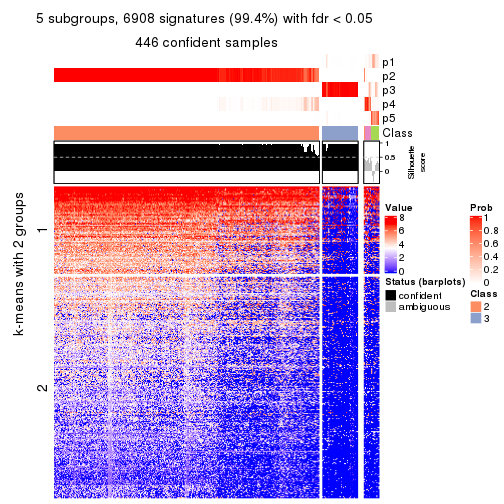 5 subgroups, 6908 signatures (99.4%) with fdr < 0.05
446 confident samples
p1
p2
p3
p4
p5
Class
1
0.5
0
Silhouette
score
k-means with 2 groups
1
2
Value
8
6
4
2
0
Status (barplots)
confident
ambiguous
Prob
1
0.8
0.6
0.4
0.2
0
Class
2
3